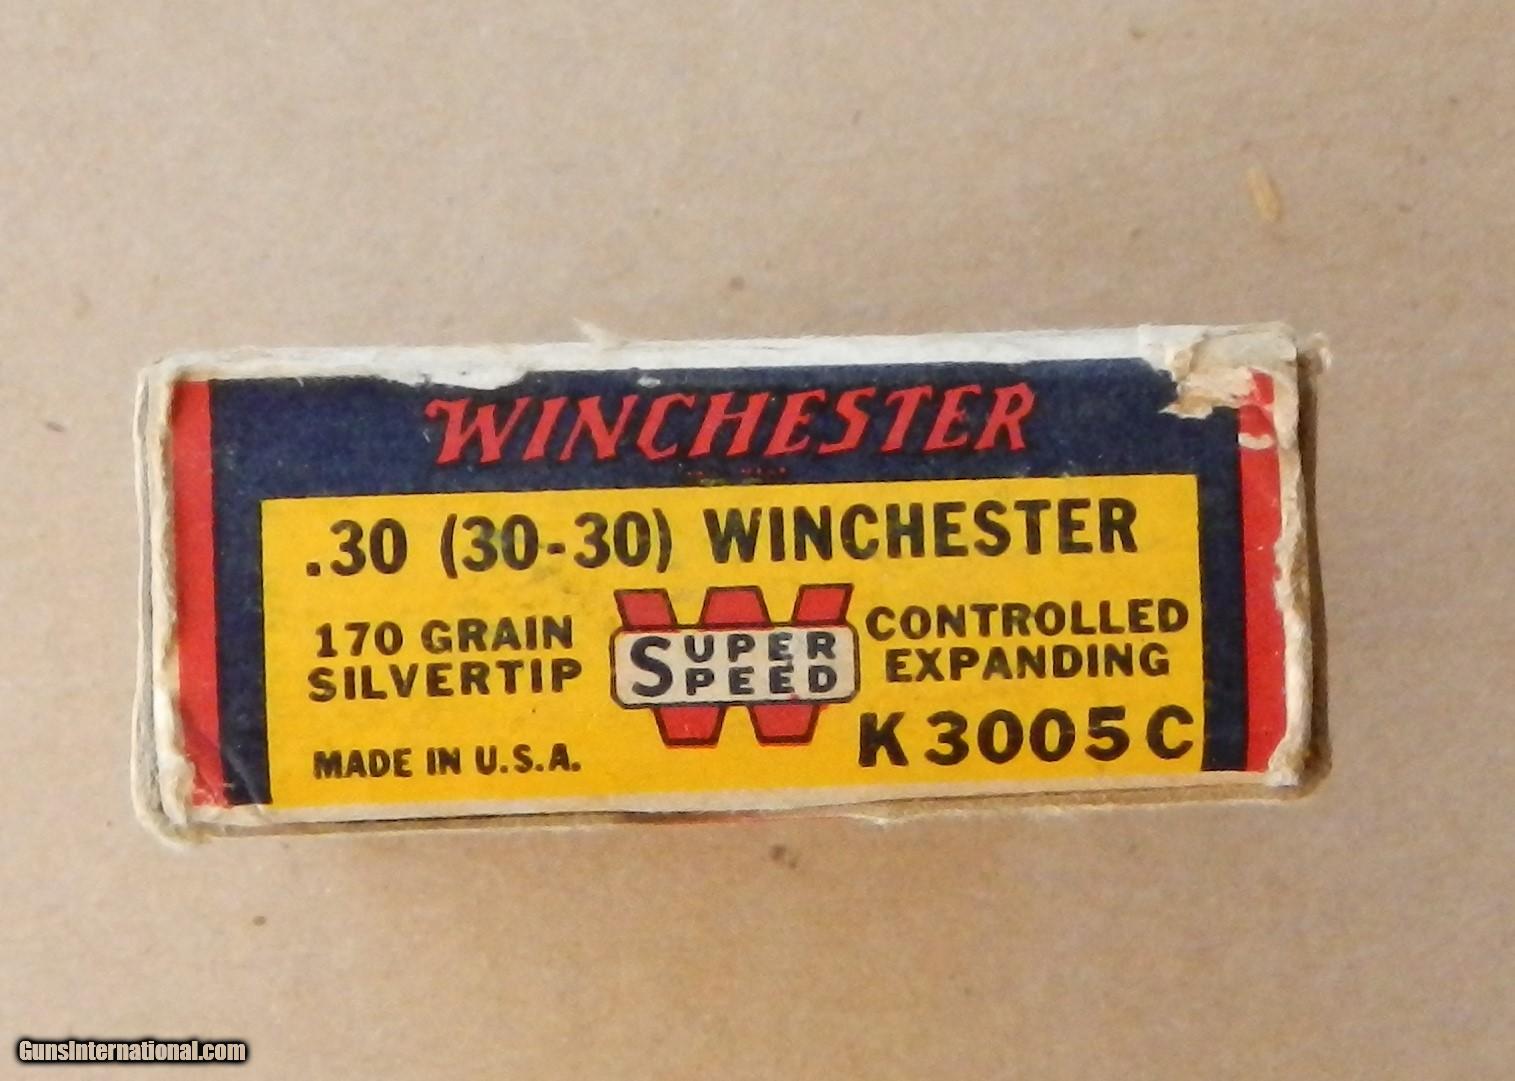 WINCHESTER
.30 (30-30) WINCHESTER
170 GRAIN
SILVERTIP
SUPER
SPEED
CONTROLLED
EXPANDING
K3005C
MADE IN U.S.A.
GunsInternational.com